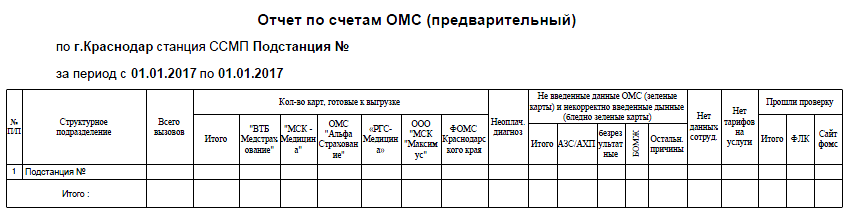 Отчет по счетам ОМС (предварительный)
по г.Краснодар станция ССМП Подстанция №
за период с 01.01.2017 по 01.01.2017
№ П/П
Структурное подразделение
Всего вызовов
Кол-во карт, готовые к выгрузке
Итого
"ВТБ Медстрахование"
"МСК - Медицина"
ОМС "Альфа Страхование"
«РГС-Медицина»
ООО "МСК "Максимус"
ФОМС Краснодарского края
Неоплач. диагноз
Не введенные данные ОМС (зеленые карты) и некорректно введенные дынные (бледно зеленые карты)
Итого
АЗС/АХП
безрезультатные
БОМЖ
Остальн. причины
Нет данных сотруд.
Нет тарифов на услуги
Прошли проверку
Итого
ФЛК
Сайт фомс
1 Подстанция №
Итого :